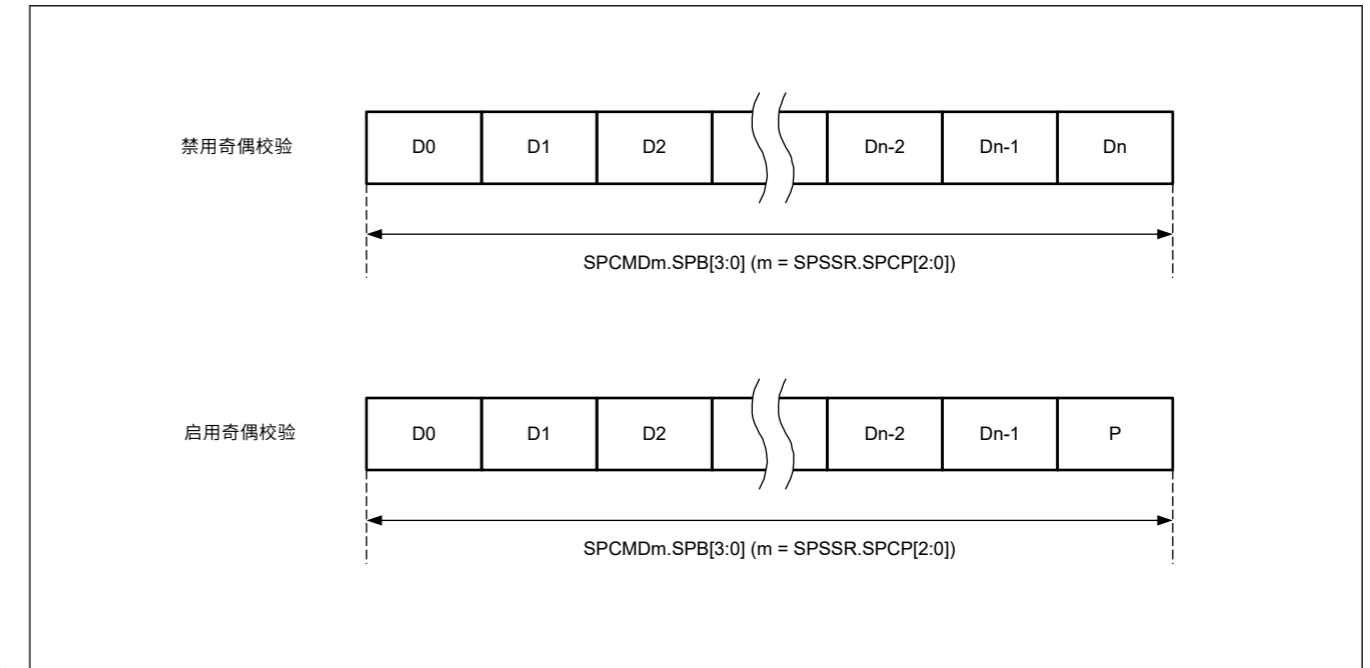 禁用奇偶校验 D0 D1 D2 Dn-2 Dn-1 Dn
SPCMDm.SPB[3:0] (m = SPSSR.SPCP[2:0])
启用奇偶校验 D0 D1 D2 Dn-2 Dn-1 P
SPCMDm.SPB[3:0] (m = SPSSR.SPCP[2:0])